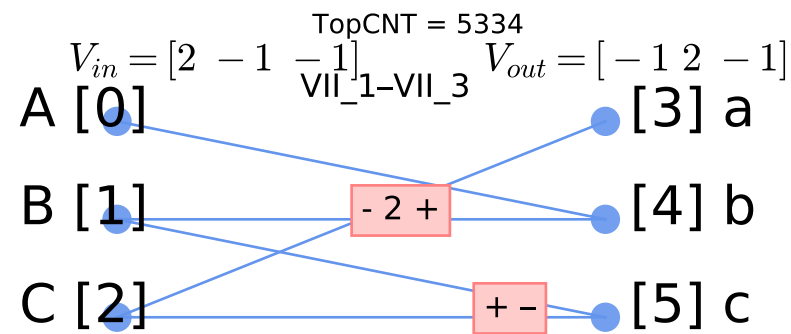 TopCNT = 5334
V_in = [2 − 1 − 1] V_out = [ − 1 2 − 1]
VII_1–VII_3
A [0] [3] a
B [1] - 2 + [4] b
C [2] + – [5] c